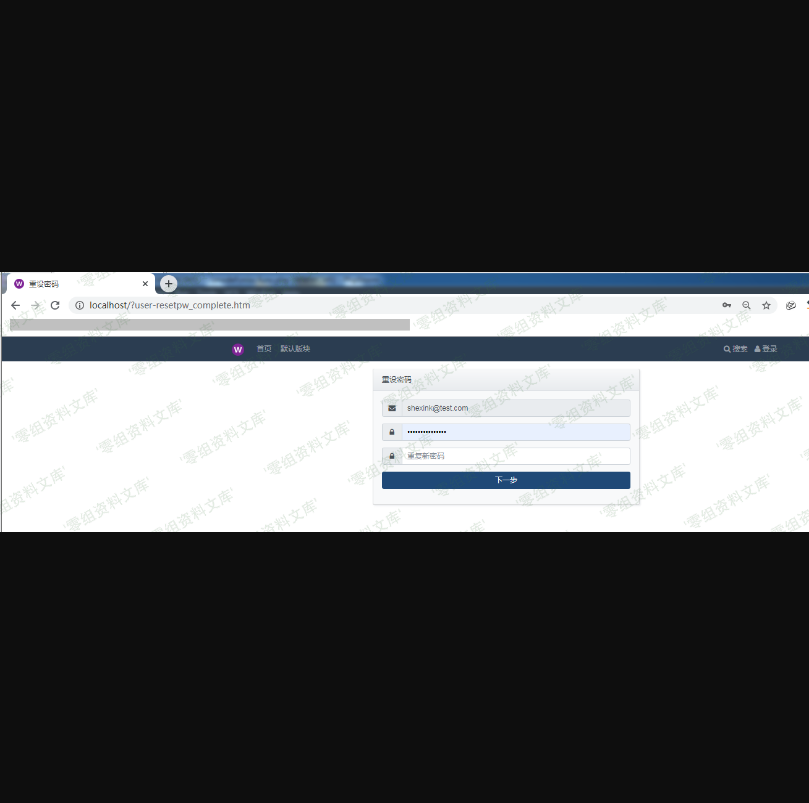 重设密码
localhost/?user-resetpw_complete.htm
W 首页 默认版块 搜索 登录
重设密码
shexink@test.com
重复新密码
下一步
'零组资料文库'